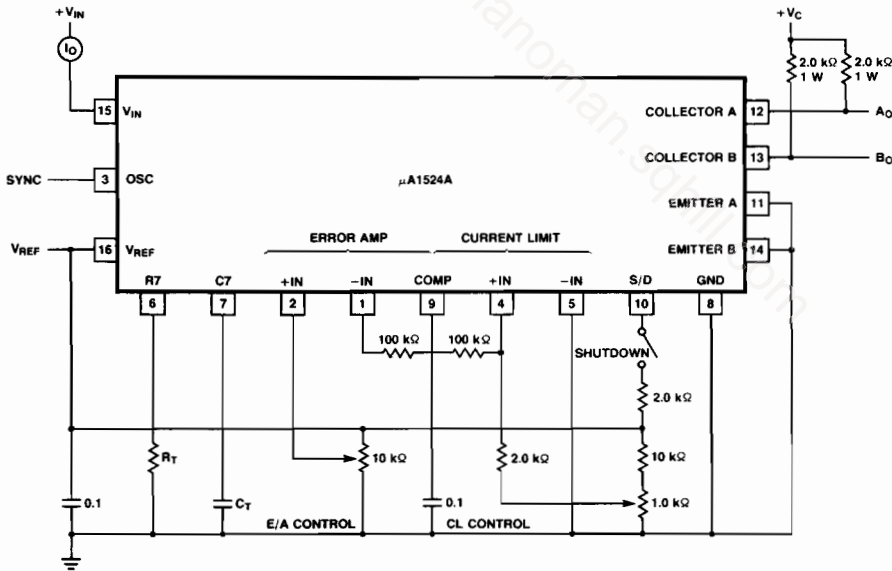 +VIN
IO
+VC
2.0 kΩ
1 W
2.0 kΩ
1 W
15
VIN
COLLECTOR A
12
AO
COLLECTOR B
13
BO
SYNC
3
OSC
μA1524A
EMITTER A
11
VREF
16
VREF
ERROR AMP
CURRENT LIMIT
EMITTER B
14
R7
C7
+IN
−IN
COMP
+IN
−IN
S/D
GND
6
7
2
1
9
4
5
10
8
100 kΩ
100 kΩ
SHUTDOWN
2.0 kΩ
RT
10 kΩ
2.0 kΩ
10 kΩ
0.1
CT
0.1
1.0 kΩ
E/A CONTROL
CL CONTROL